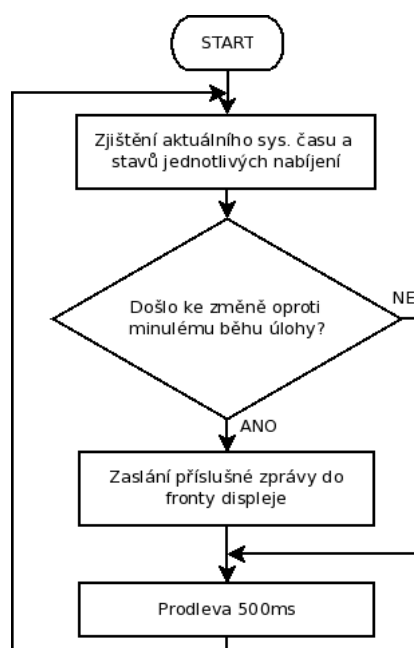 START
Zjištění aktuálního sys. času a
stavů jednotlivých nabíjení
Došlo ke změně oproti
minulému běhu úlohy?
NE
ANO
Zaslání příslušné zprávy do
fronty displeje
Prodleva 500ms